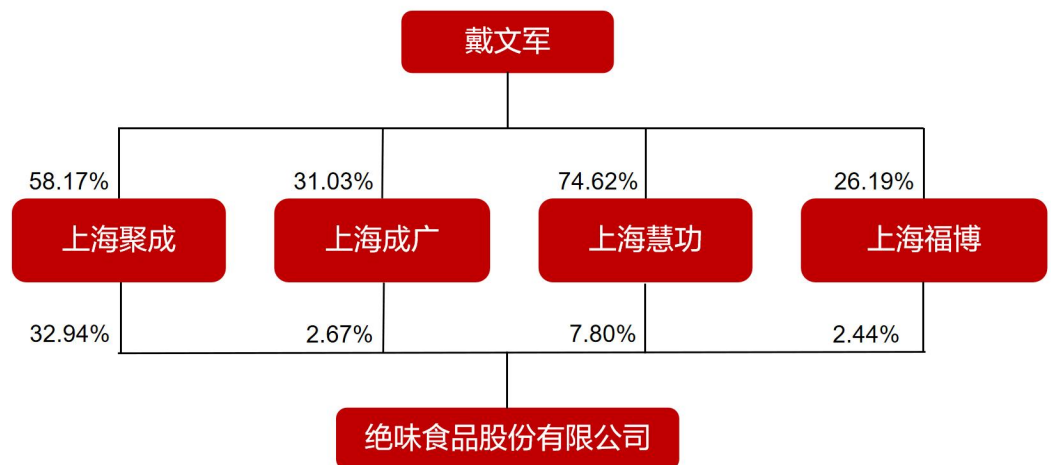 戴文军
58.17%
31.03%
74.62%
26.19%
上海聚成
上海成广
上海慧功
上海福博
32.94%
2.67%
7.80%
2.44%
绝味食品股份有限公司